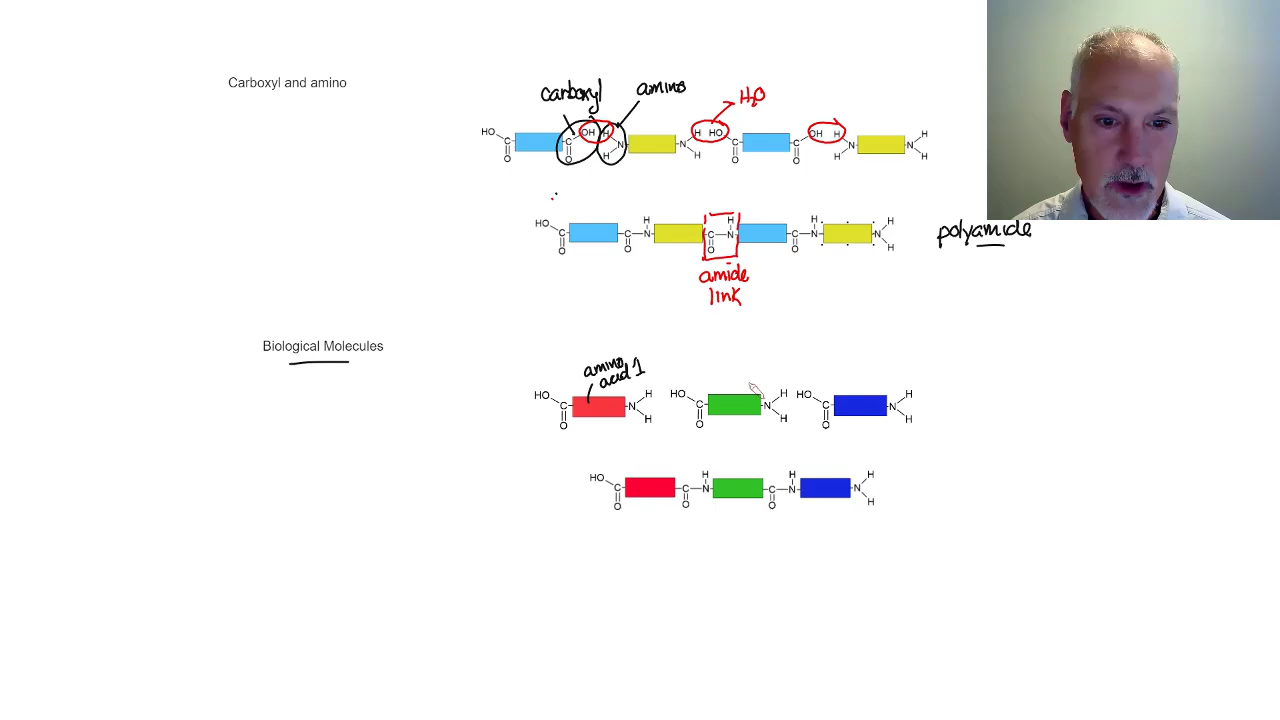 Carboxyl and amino
carboxyl
amino
H₂O
HO C O OH H N H N H H HO C O OH H N H N H H
HO C O C O N H C O N H C O N H N H H
polyamide
amide
link
Biological Molecules
amino
acid 1
HO C O N H H HO C O N H H HO C O N H H
HO C O C O N H C O N H N H H